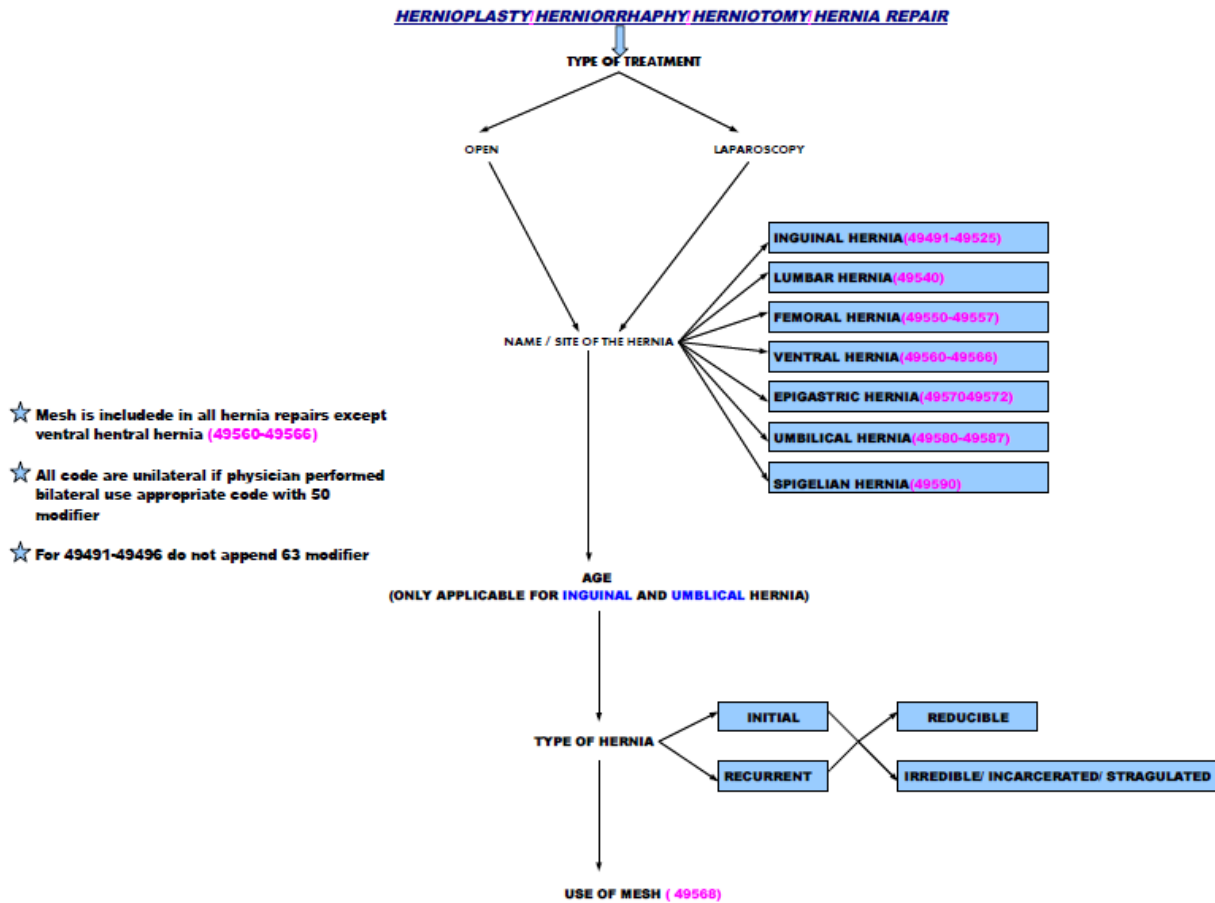 HERNIOPLASTY|HERNIORRHAPHY|HERNIOTOMY|HERNIA REPAIR
TYPE OF TREATMENT
OPEN
LAPAROSCOPY
INGUINAL HERNIA(49491-49525)
LUMBAR HERNIA(49540)
FEMORAL HERNIA(49550-49557)
NAME / SITE OF THE HERNIA
VENTRAL HERNIA(49560-49566)
EPIGASTRIC HERNIA(4957049572)
UMBILICAL HERNIA(49580-49587)
SPIGELIAN HERNIA(49590)
Mesh is includede in all hernia repairs except
ventral hentral hernia (49560-49566)
All code are unilateral if physician performed
bilateral use appropriate code with 50
modifier
For 49491-49496 do not append 63 modifier
AGE
(ONLY APPLICABLE FOR INGUINAL AND UMBLICAL HERNIA)
TYPE OF HERNIA
INITIAL
REDUCIBLE
RECURRENT
IRREDIBLE/ INCARCERATED/ STRAGULATED
USE OF MESH ( 49568)